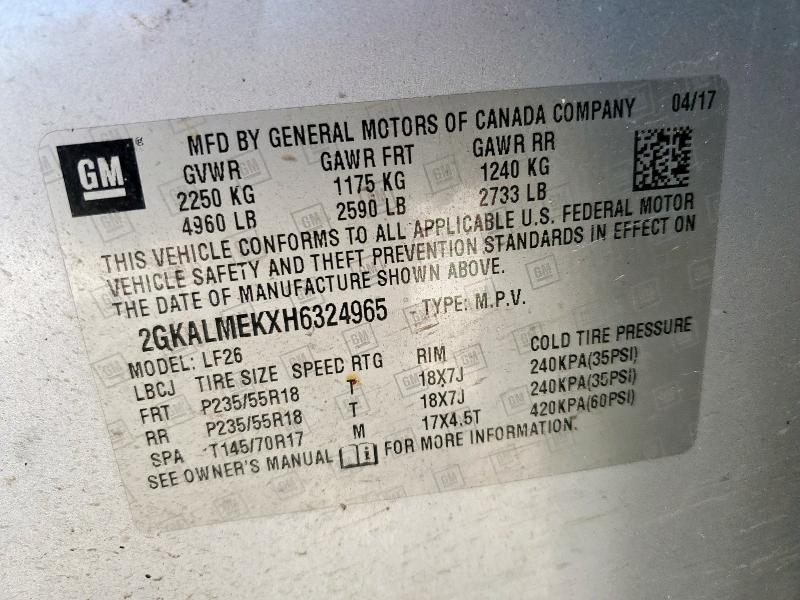 MFD BY GENERAL MOTORS OF CANADA COMPANY 04/17
GM®
GVWR GAWR FRT GAWR RR
2250 KG 1175 KG 1240 KG
4960 LB 2590 LB 2733 LB
THIS VEHICLE CONFORMS TO ALL APPLICABLE U.S. FEDERAL MOTOR
VEHICLE SAFETY AND THEFT PREVENTION STANDARDS IN EFFECT ON
THE DATE OF MANUFACTURE SHOWN ABOVE.
2GKALMEKXH6324965 - TYPE: M.P.V.
MODEL: LF26
LBCJ TIRE SIZE SPEED RTG RIM COLD TIRE PRESSURE
FRT P235/55R18 T 18X7J 240KPA(35PSI)
RR P235/55R18 T 18X7J 240KPA(35PSI)
SPA T145/70R17 M 17X4.5T 420KPA(60PSI)
SEE OWNER'S MANUAL i FOR MORE INFORMATION.